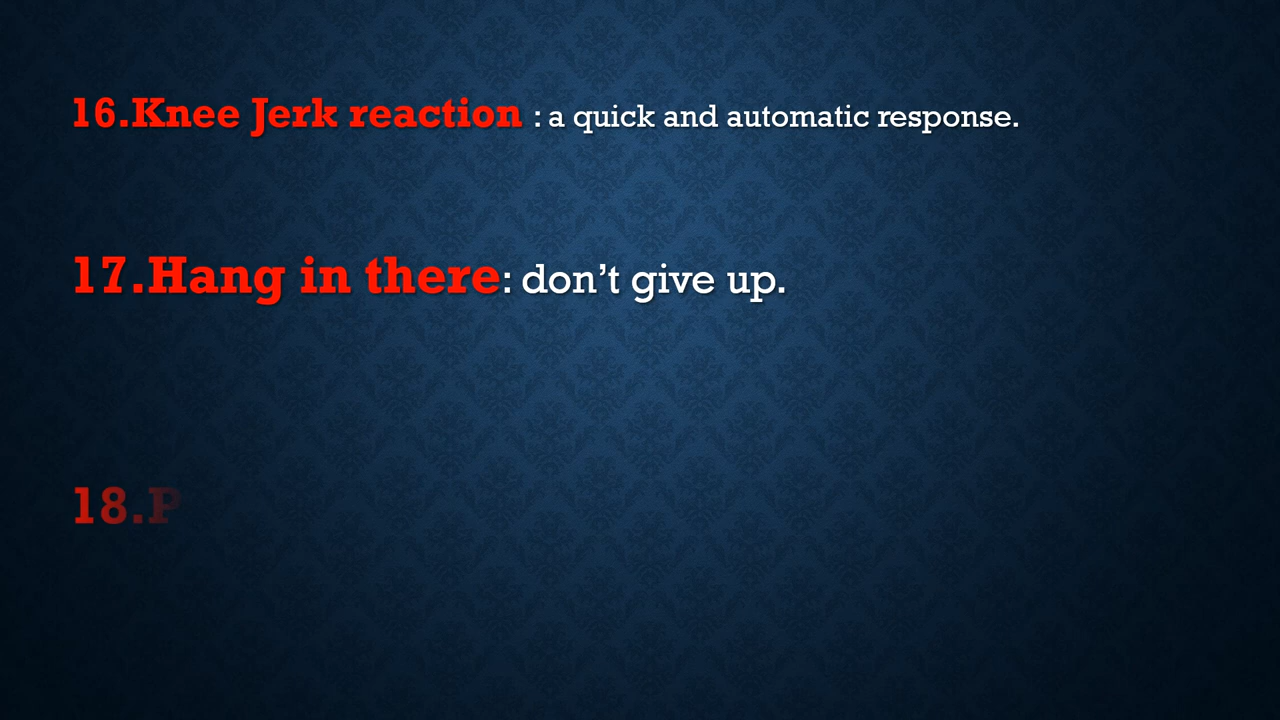 16.Knee Jerk reaction : a quick and automatic response.
17.Hang in there: don’t give up.
18.P